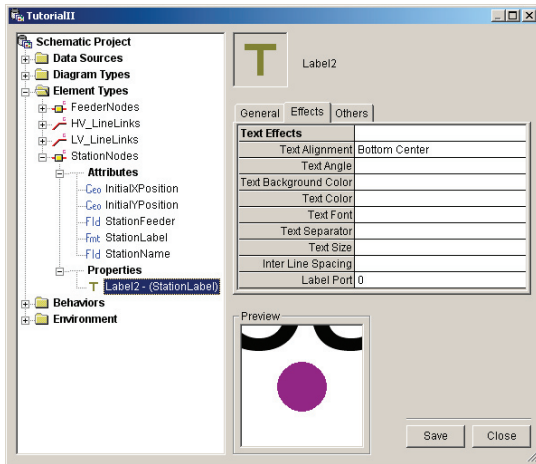 TutorialII
Schematic Project
Data Sources
Diagram Types
Element Types
FeederNodes
HV_LineLinks
LV_LineLinks
StationNodes
Attributes
Geo InitialXPosition
Geo InitialYPosition
Fld StationFeeder
Fmt StationLabel
Fld StationName
Properties
T Label2 - (StationLabel)
Behaviors
Environment
T Label2
General Effects Others
Text Effects
Text Alignment Bottom Center
Text Angle
Text Background Color
Text Color
Text Font
Text Separator
Text Size
Inter Line Spacing
Label Port 0
Preview
Save Close